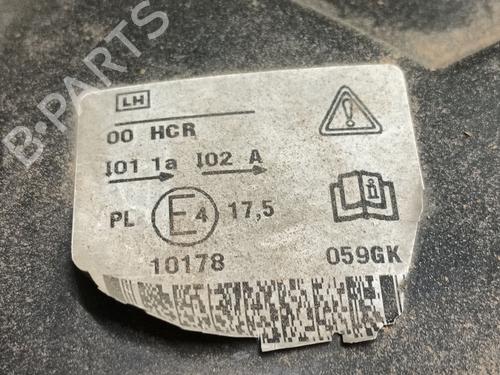 B-PARTS
LH
00 HCR
I01 1a I02 A
PL E4 17,5
10178 059GK